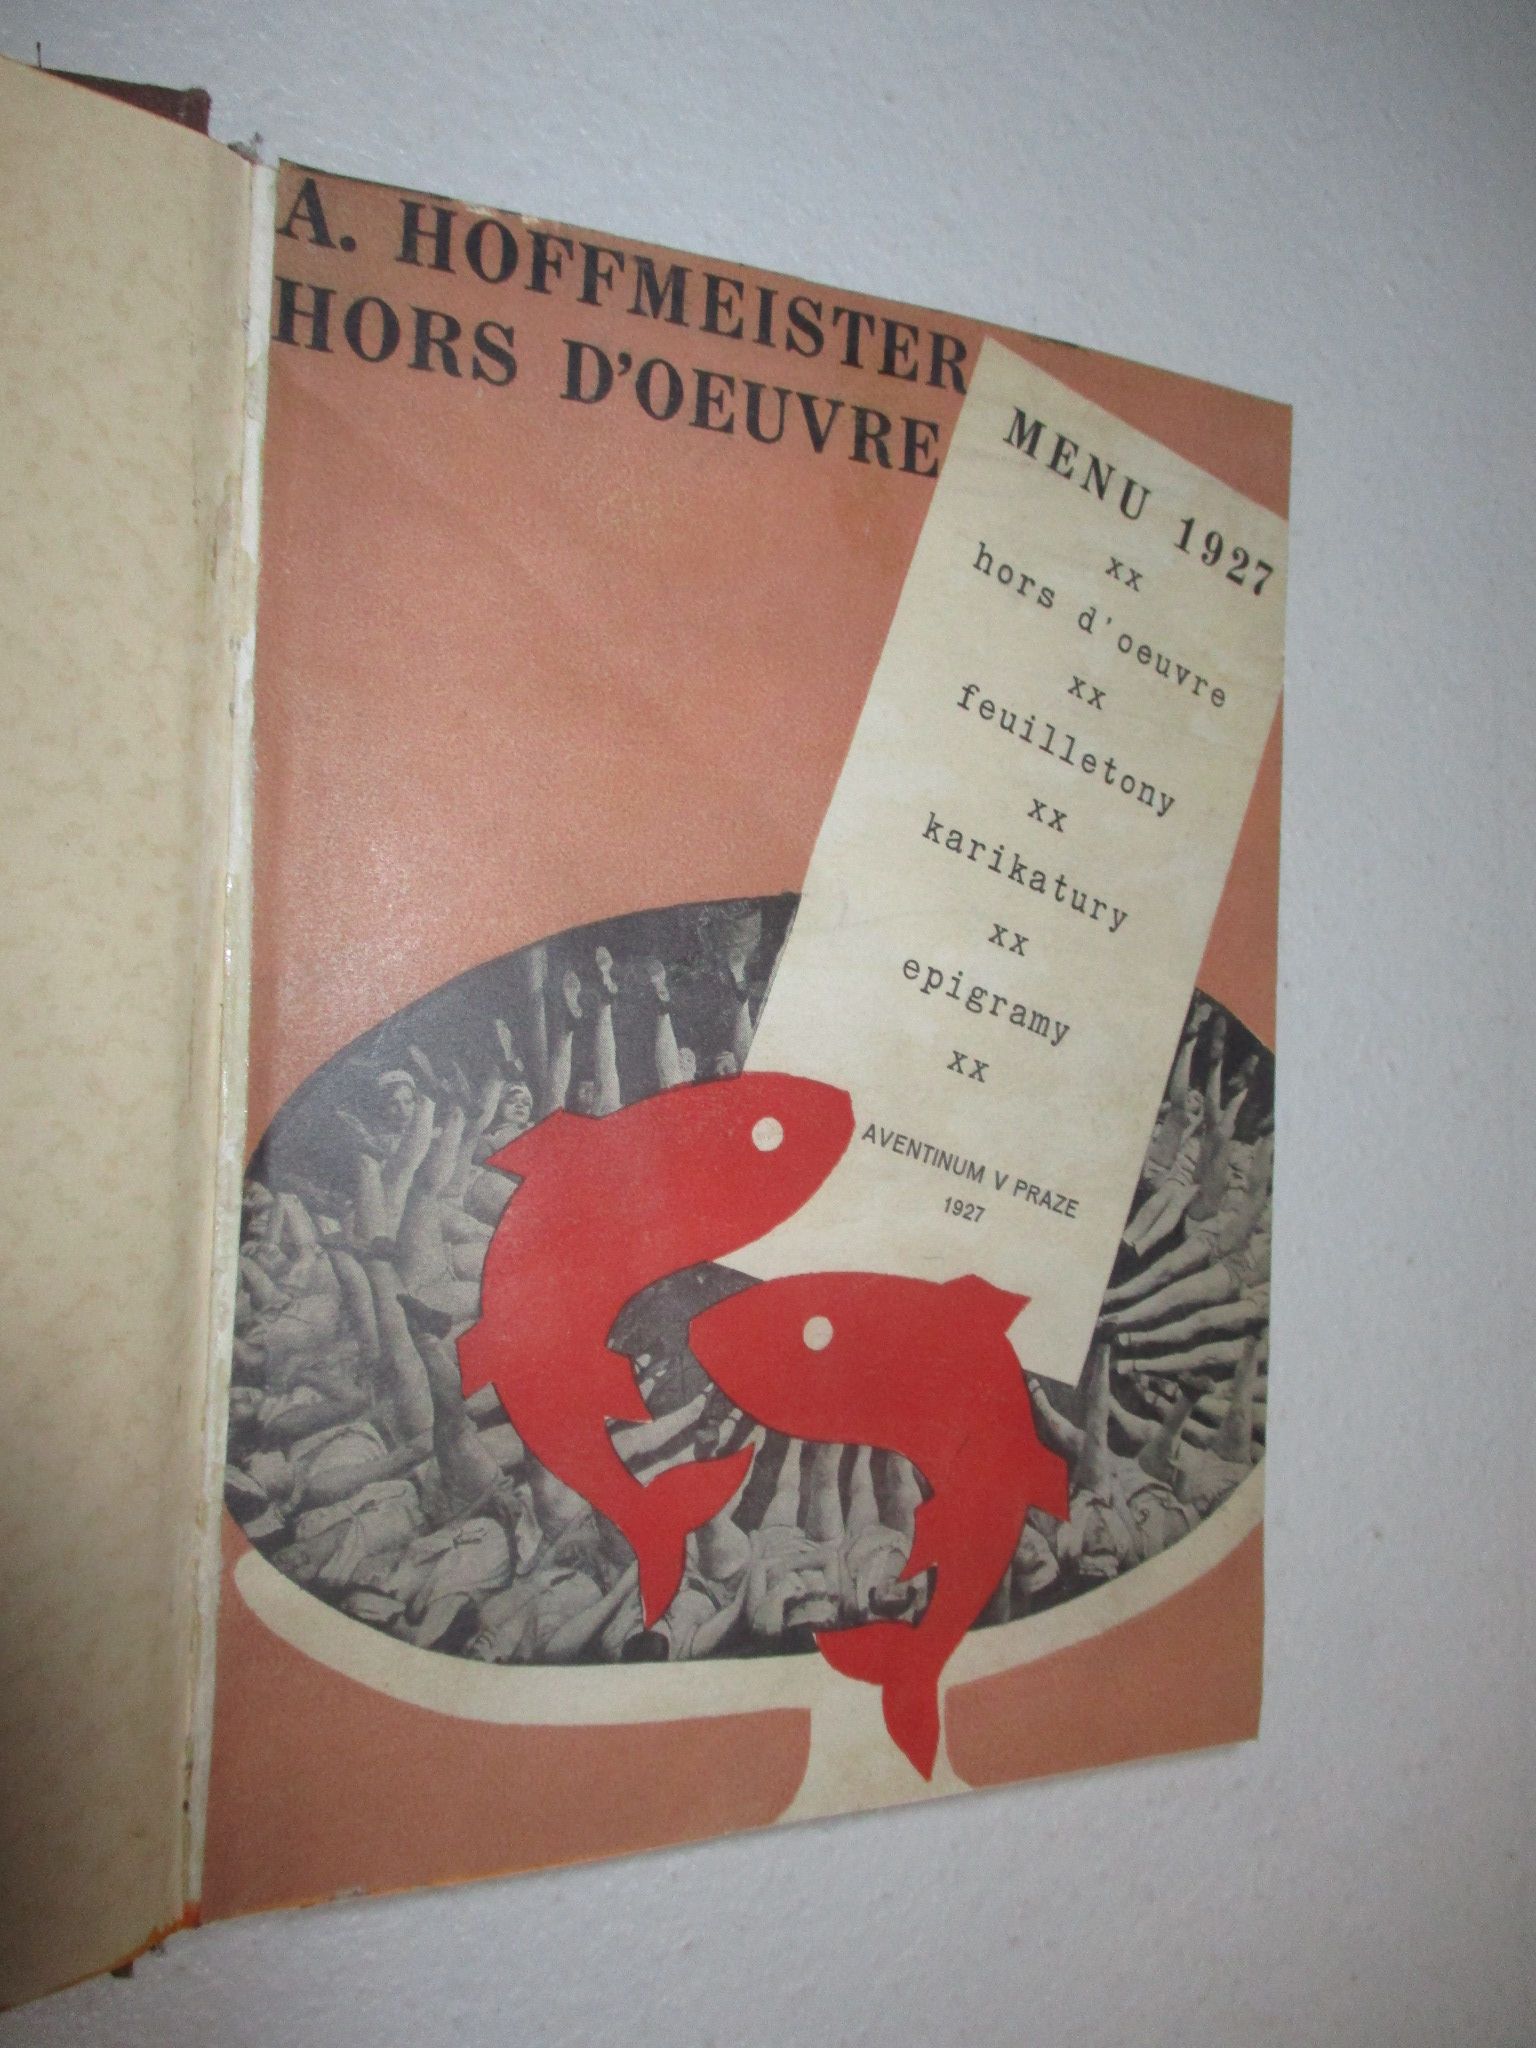 A. HOFFMEISTER
HORS D'OEUVRE
MENU 1927
xx
hors d'oeuvre
xx
feuilletony
xx
karikatury
xx
epigramy
xx
AVENTINUM V PRAZE
1927